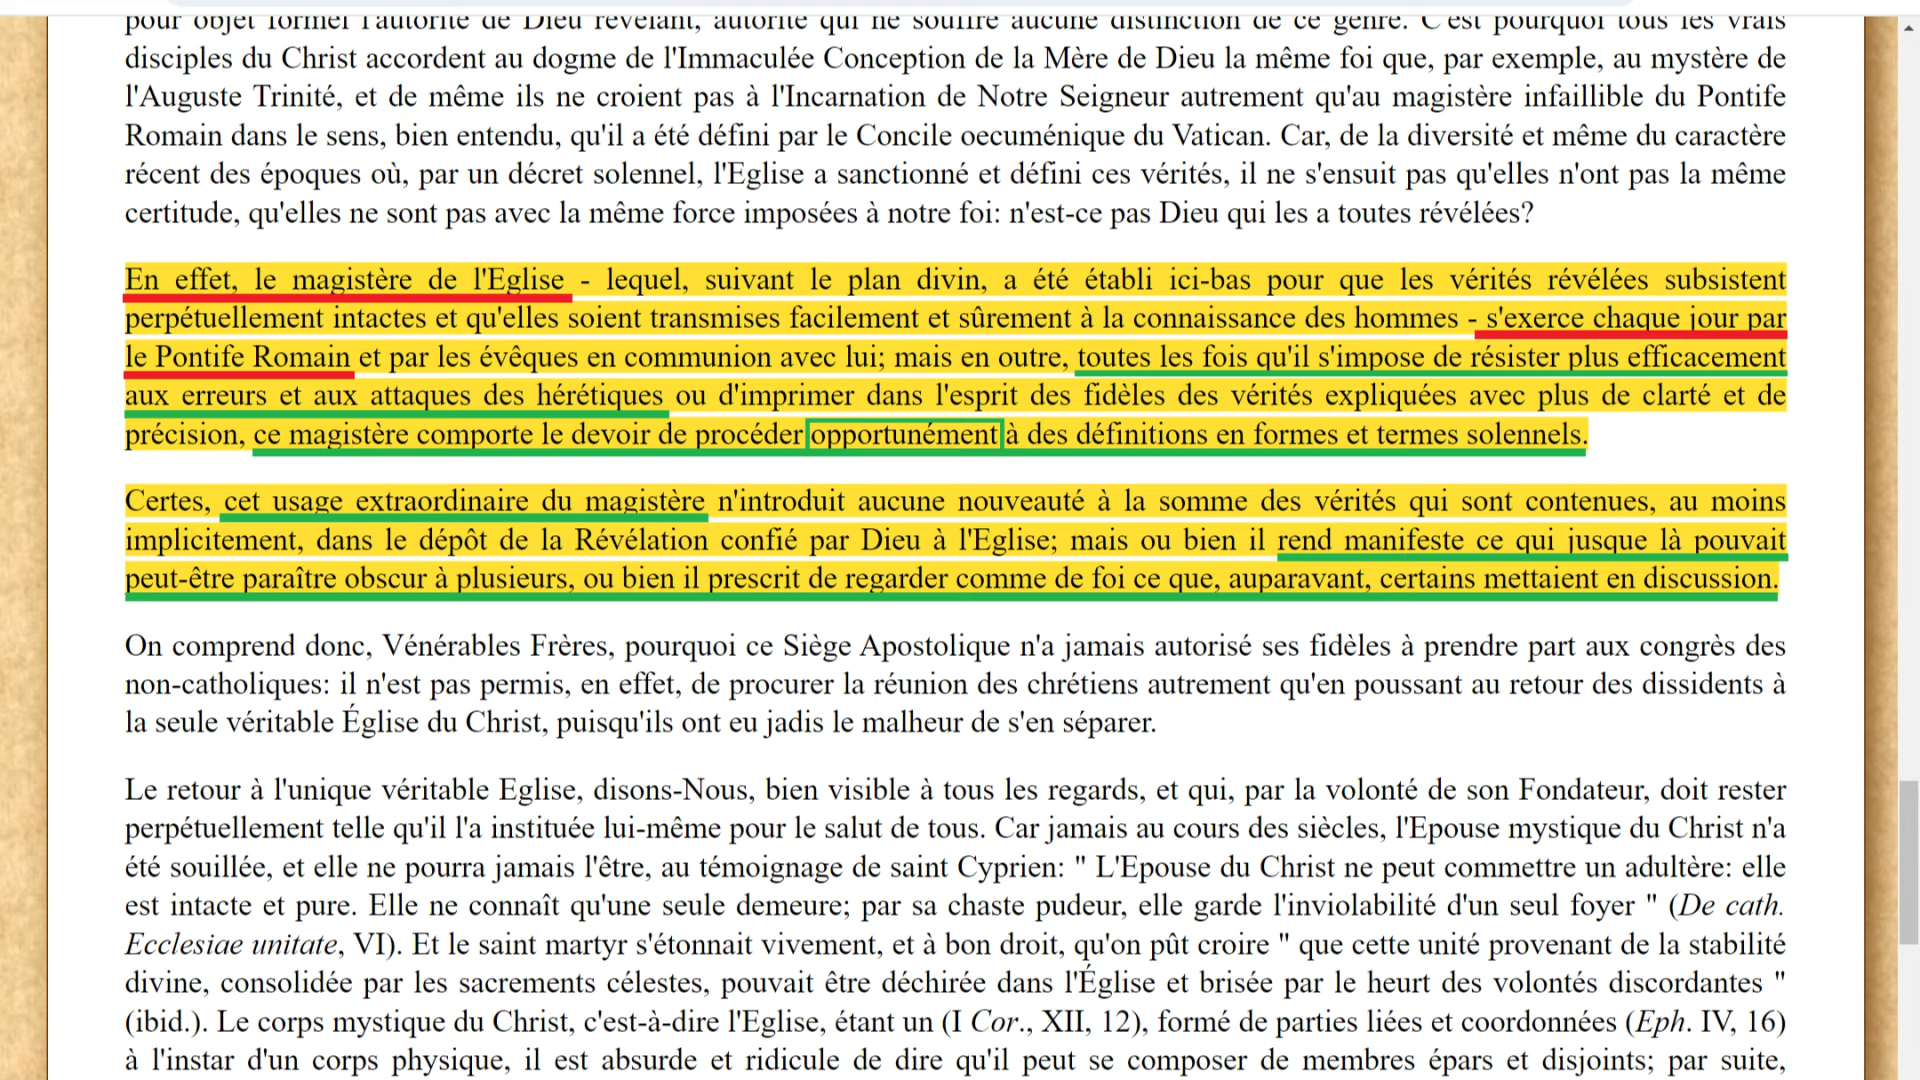 pour objet formel l'autorité de Dieu révélant, autorité qui ne souffre aucune distinction de ce genre. C'est pourquoi tous les vrais
disciples du Christ accordent au dogme de l'Immaculée Conception de la Mère de Dieu la même foi que, par exemple, au mystère de
l'Auguste Trinité, et de même ils ne croient pas à l'Incarnation de Notre Seigneur autrement qu'au magistère infaillible du Pontife
Romain dans le sens, bien entendu, qu'il a été défini par le Concile oecuménique du Vatican. Car, de la diversité et même du caractère
récent des époques où, par un décret solennel, l'Eglise a sanctionné et défini ces vérités, il ne s'ensuit pas qu'elles n'ont pas la même
certitude, qu'elles ne sont pas avec la même force imposées à notre foi: n'est-ce pas Dieu qui les a toutes révélées?
En effet, le magistère de l'Eglise - lequel, suivant le plan divin, a été établi ici-bas pour que les vérités révélées subsistent
perpétuellement intactes et qu'elles soient transmises facilement et sûrement à la connaissance des hommes - s'exerce chaque jour par
le Pontife Romain et par les évêques en communion avec lui; mais en outre, toutes les fois qu'il s'impose de résister plus efficacement
aux erreurs et aux attaques des hérétiques ou d'imprimer dans l'esprit des fidèles des vérités expliquées avec plus de clarté et de
précision, ce magistère comporte le devoir de procéder opportunément à des définitions en formes et termes solennels.
Certes, cet usage extraordinaire du magistère n'introduit aucune nouveauté à la somme des vérités qui sont contenues, au moins
implicitement, dans le dépôt de la Révélation confié par Dieu à l'Eglise; mais ou bien il rend manifeste ce qui jusque là pouvait
peut-être paraître obscur à plusieurs, ou bien il prescrit de regarder comme de foi ce que, auparavant, certains mettaient en discussion.
On comprend donc, Vénérables Frères, pourquoi ce Siège Apostolique n'a jamais autorisé ses fidèles à prendre part aux congrès des
non-catholiques: il n'est pas permis, en effet, de procurer la réunion des chrétiens autrement qu'en poussant au retour des dissidents à
la seule véritable Église du Christ, puisqu'ils ont eu jadis le malheur de s'en séparer.
Le retour à l'unique véritable Eglise, disons-Nous, bien visible à tous les regards, et qui, par la volonté de son Fondateur, doit rester
perpétuellement telle qu'il l'a instituée lui-même pour le salut de tous. Car jamais au cours des siècles, l'Epouse mystique du Christ n'a
été souillée, et elle ne pourra jamais l'être, au témoignage de saint Cyprien: " L'Epouse du Christ ne peut commettre un adultère: elle
est intacte et pure. Elle ne connaît qu'une seule demeure; par sa chaste pudeur, elle garde l'inviolabilité d'un seul foyer " (De cath.
Ecclesiae unitate, VI). Et le saint martyr s'étonnait vivement, et à bon droit, qu'on pût croire " que cette unité provenant de la stabilité
divine, consolidée par les sacrements célestes, pouvait être déchirée dans l'Église et brisée par le heurt des volontés discordantes "
(ibid.). Le corps mystique du Christ, c'est-à-dire l'Eglise, étant un (I Cor., XII, 12), formé de parties liées et coordonnées (Eph. IV, 16)
à l'instar d'un corps physique, il est absurde et ridicule de dire qu'il peut se composer de membres épars et disjoints; par suite,